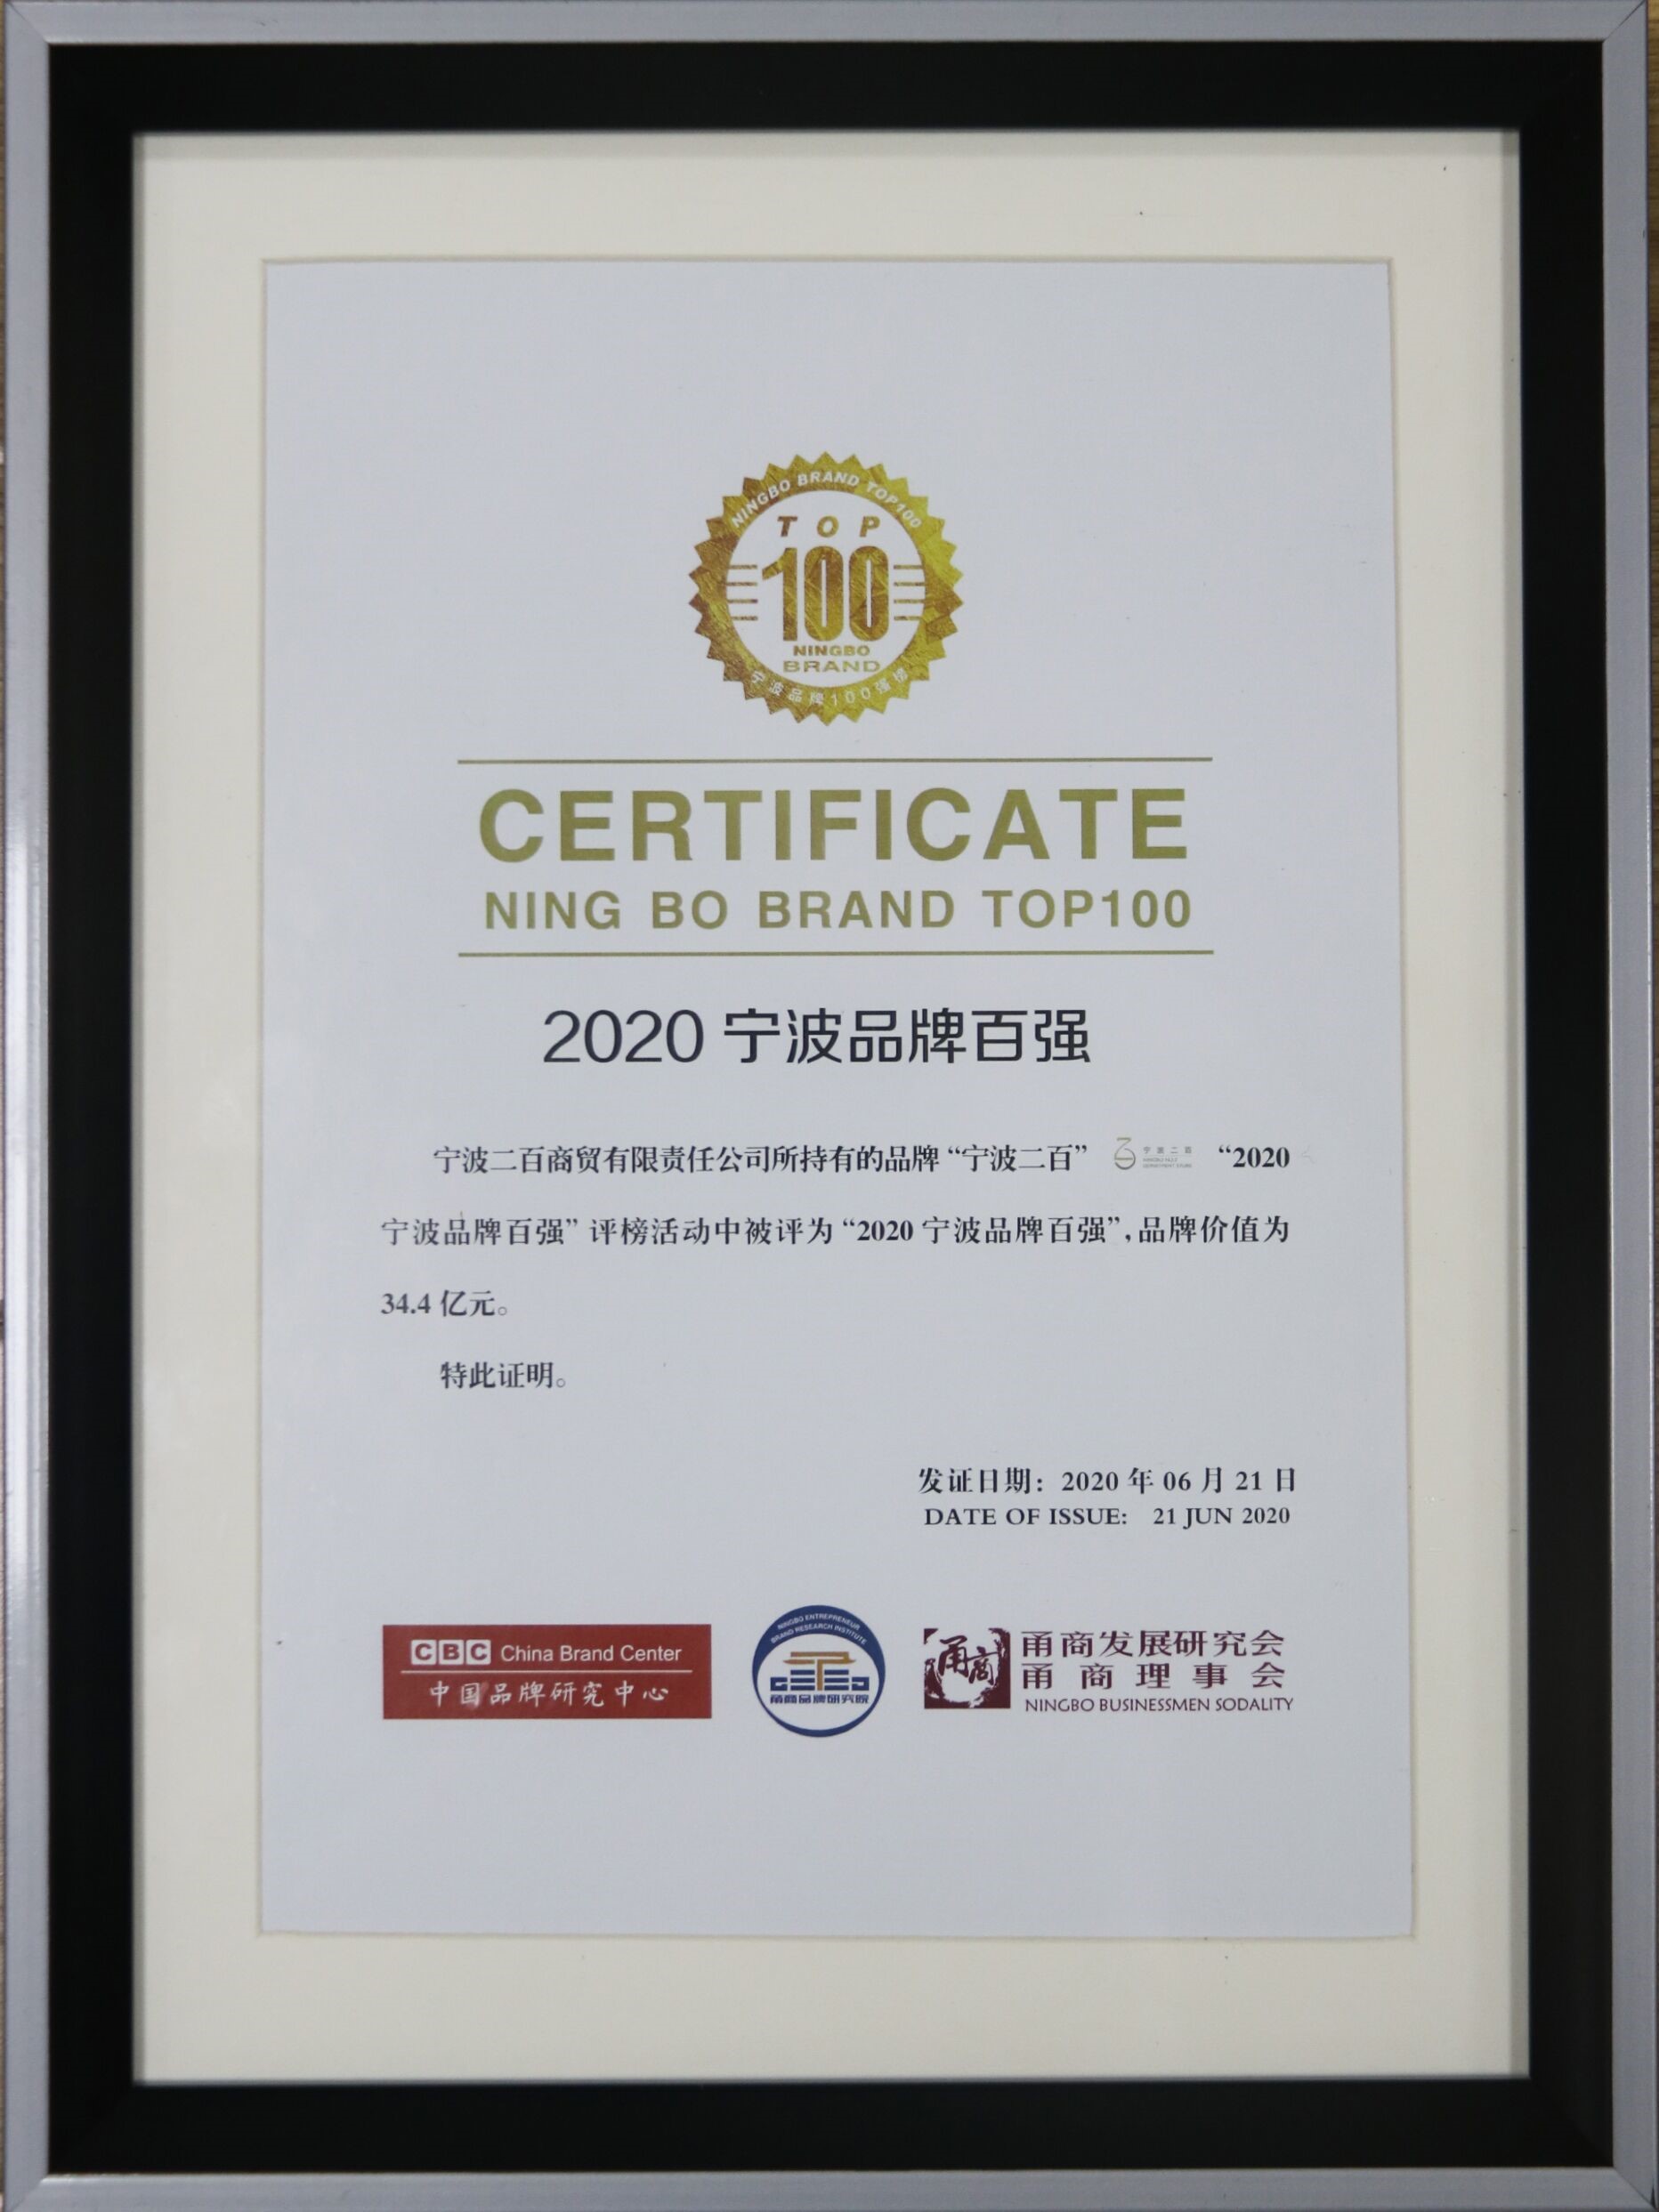 NINGBO BRAND TOP100
TOP
100
NINGBO
BRAND
宁波品牌100强榜
CERTIFICATE
NING BO BRAND TOP100
2020 宁波品牌百强
宁波二百商贸有限责任公司所持有的品牌“宁波二百” 宁波二百 “2020
宁波品牌百强”评榜活动中被评为“2020 宁波品牌百强”,品牌价值为
34.4 亿元。
特此证明。
发证日期: 2020 年 06 月 21 日
DATE OF ISSUE: 21 JUN 2020
CBC China Brand Center
中国品牌研究中心
NINGBO ENTREPRENEUR
BRAND RESEARCH INSTITUTE
甬商品牌研究院
甬商
甬商发展研究会
甬商理事会
NINGBO BUSINESSMEN SODALITY